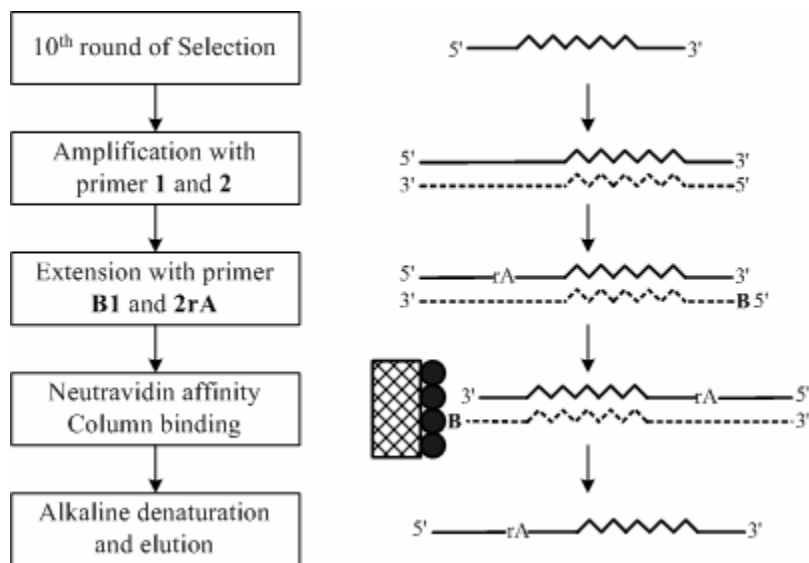 10th round of Selection
5' 3'
Amplification with
primer 1 and 2
5' 3'
3' 5'
Extension with primer
B1 and 2rA
5' rA 3'
3' B 5'
Neutravidin affinity
Column binding
3' rA 5'
B 3'
Alkaline denaturation
and elution
5' rA 3'